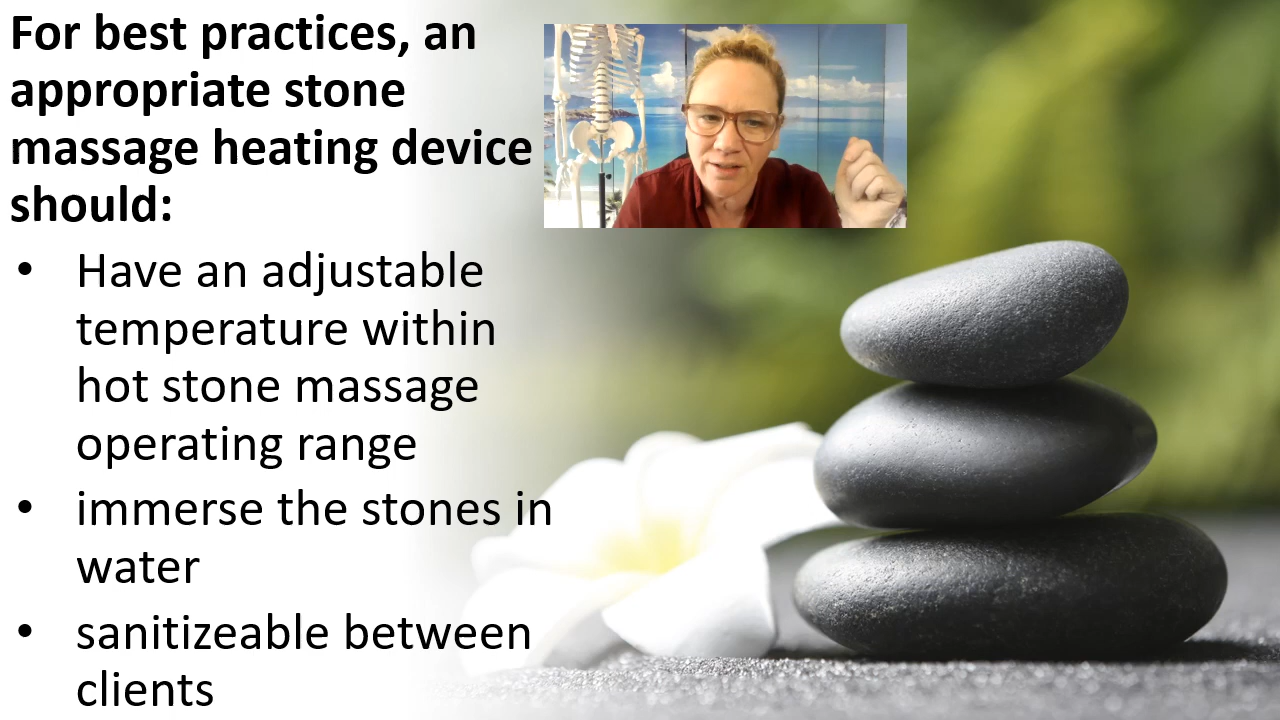 For best practices, an
appropriate stone
massage heating device
should:
• Have an adjustable
temperature within
hot stone massage
operating range
• immerse the stones in
water
• sanitizeable between
clients